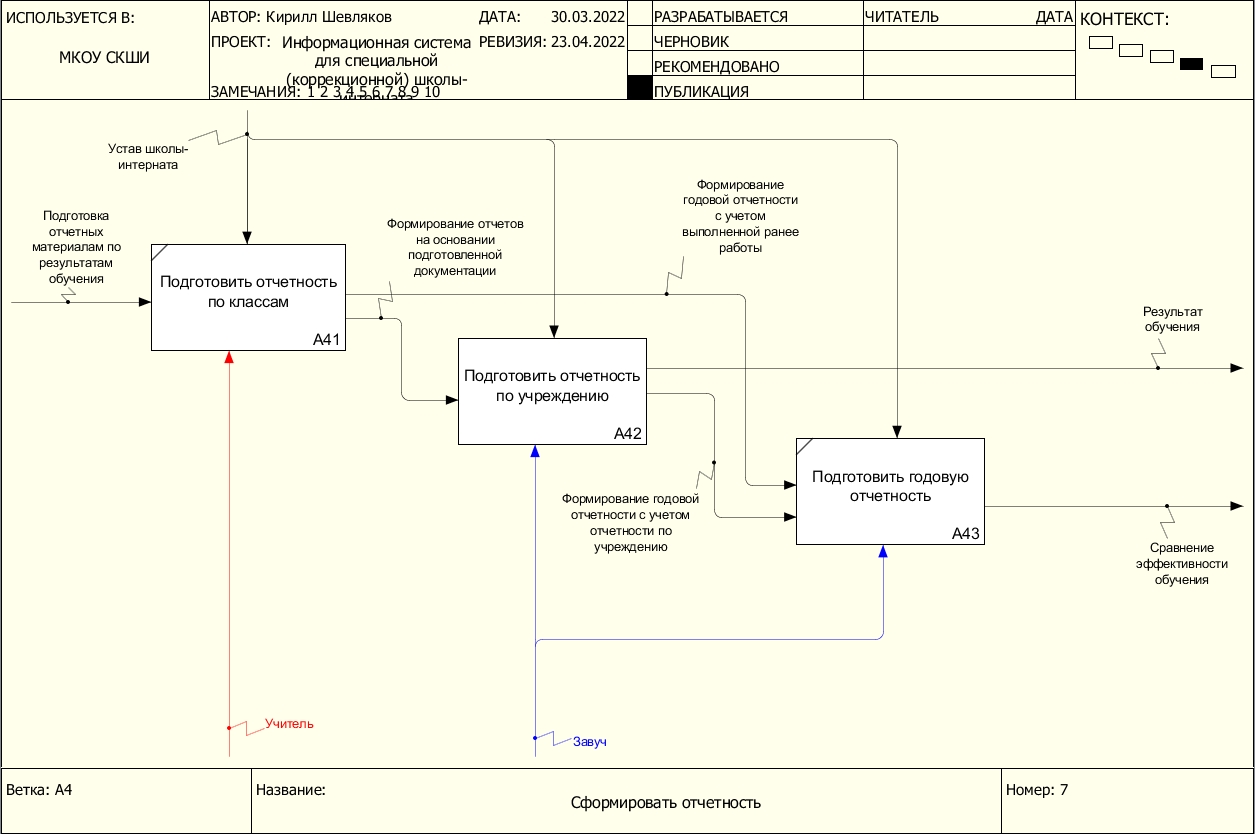 ИСПОЛЬЗУЕТСЯ В:
МКОУ СКШИ
АВТОР: Кирилл Шевляков
ДАТА: 30.03.2022
ПРОЕКТ: Информационная система
для специальной
(коррекционной) школы-
интерната
РЕВИЗИЯ: 23.04.2022
ЗАМЕЧАНИЯ: 1 2 3 4 5 6 7 8 9 10
РАЗРАБАТЫВАЕТСЯ
ЧЕРНОВИК
РЕКОМЕНДОВАНО
ПУБЛИКАЦИЯ
ЧИТАТЕЛЬ ДАТА
КОНТЕКСТ:
Устав школы-
интерната
Подготовка
отчетных
материалам по
результатам
обучения
Формирование отчетов
на основании
подготовленной
документации
Формирование
годовой отчетности
с учетом
выполненной ранее
работы
Подготовить отчетность
по классам
A41
Результат
обучения
Подготовить отчетность
по учреждению
A42
Подготовить годовую
отчетность
A43
Формирование годовой
отчетности с учетом
отчетности по
учреждению
Сравнение
эффективности
обучения
Учитель
Завуч
Ветка: A4
Название:
Сформировать отчетность
Номер: 7